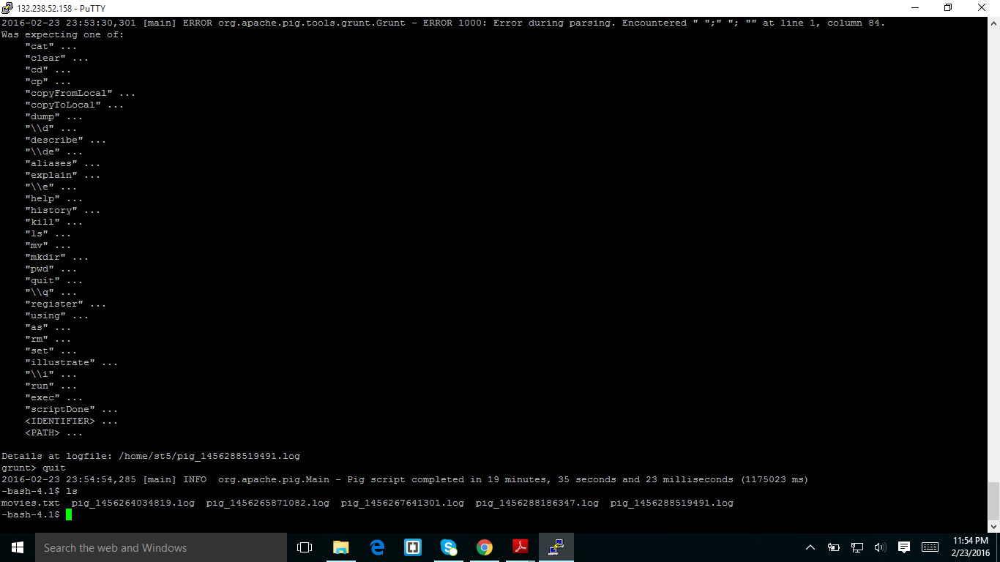 132.238.52.158 - PuTTY
2016-02-23 23:53:30,301 [main] ERROR org.apache.pig.tools.grunt.Grunt - ERROR 1000: Error during parsing. Encountered " ";" "; "" at line 1, column 84.
Was expecting one of:
    "cat" ...
    "clear" ...
    "cd" ...
    "cp" ...
    "copyFromLocal" ...
    "copyToLocal" ...
    "dump" ...
    "\\d" ...
    "describe" ...
    "\\de" ...
    "aliases" ...
    "explain" ...
    "\\e" ...
    "help" ...
    "history" ...
    "kill" ...
    "ls" ...
    "mv" ...
    "mkdir" ...
    "pwd" ...
    "quit" ...
    "\\q" ...
    "register" ...
    "using" ...
    "as" ...
    "rm" ...
    "set" ...
    "illustrate" ...
    "\\i" ...
    "run" ...
    "exec" ...
    "scriptDone" ...
    <IDENTIFIER> ...
    <PATH> ...
Details at logfile: /home/st5/pig_1456288519491.log
grunt> quit
2016-02-23 23:54:54,285 [main] INFO  org.apache.pig.Main - Pig script completed in 19 minutes, 35 seconds and 23 milliseconds (1175023 ms)
-bash-4.1$ ls
movies.txt  pig_1456264034819.log  pig_1456265871082.log  pig_1456267641301.log  pig_1456288186347.log  pig_1456288519491.log
-bash-4.1$
Search the web and Windows
11:54 PM
2/23/2016